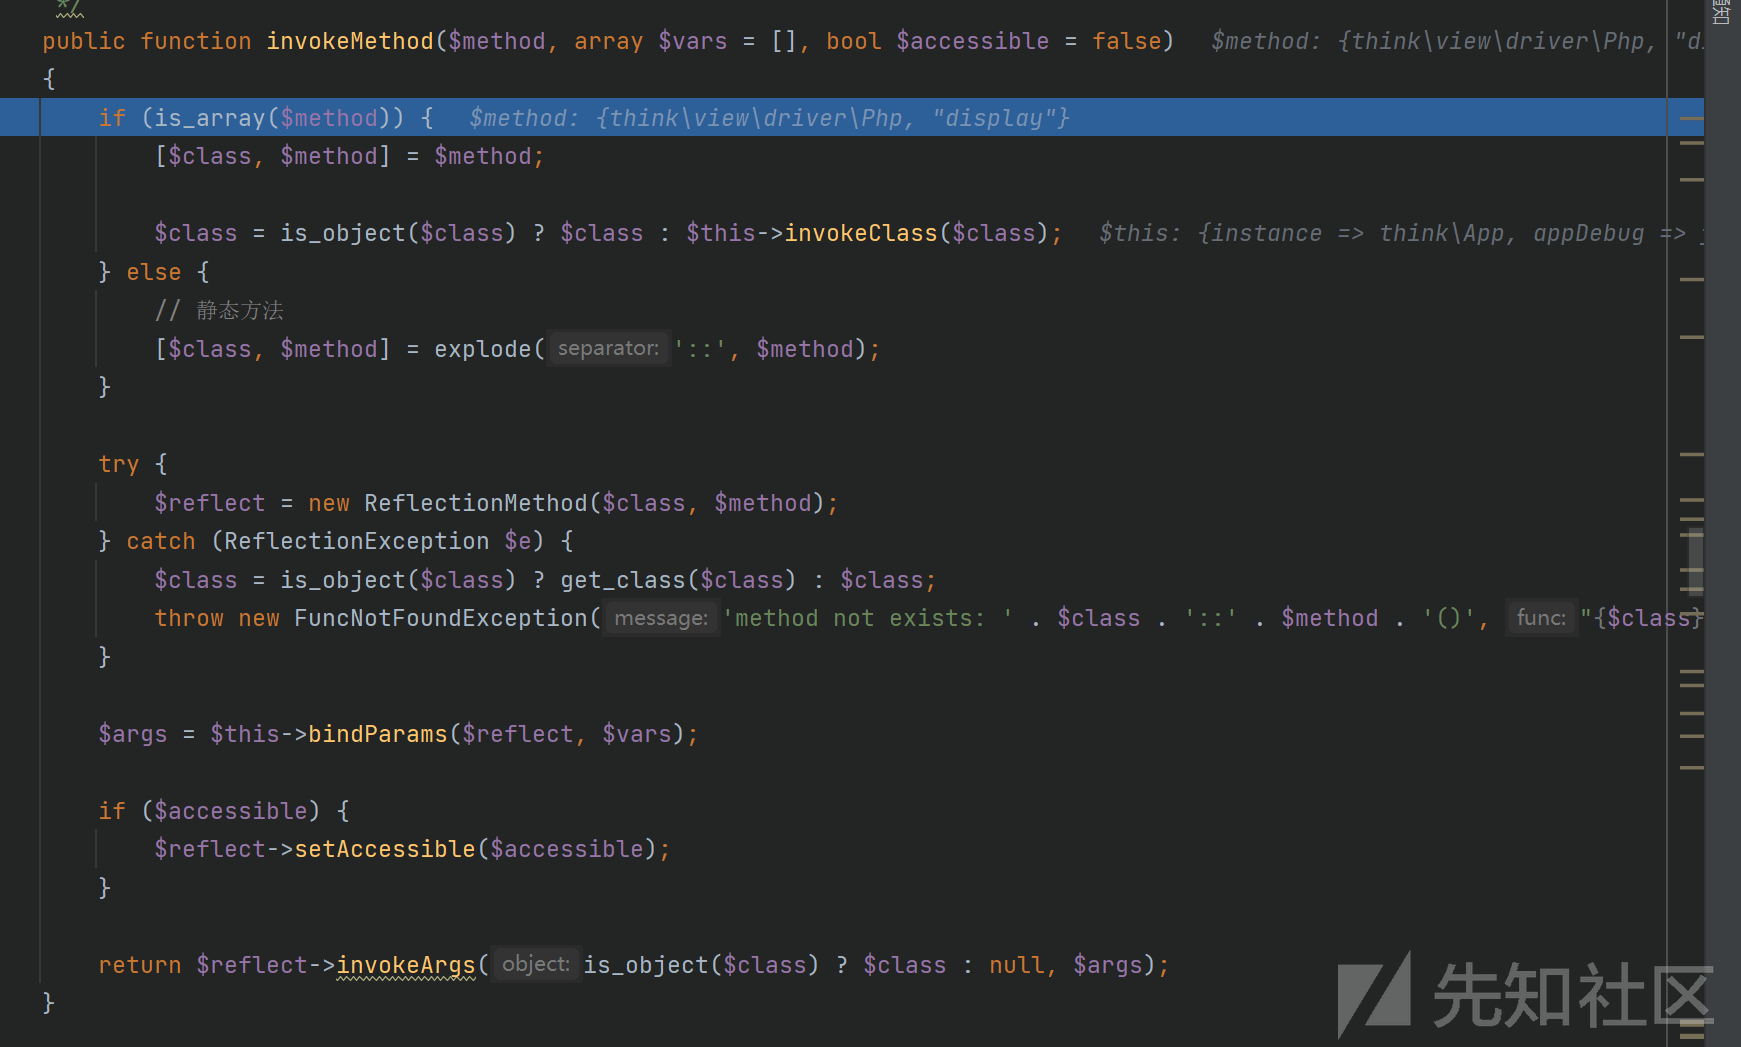 */
public function invokeMethod($method, array $vars = [], bool $accessible = false)   $method: {think\view\driver\Php, "di
{
    if (is_array($method)) {   $method: {think\view\driver\Php, "display"}
        [$class, $method] = $method;
        $class = is_object($class) ? $class : $this->invokeClass($class);   $this: {instance => think\App, appDebug =>
    } else {
        // 静态方法
        [$class, $method] = explode( separator: '::', $method);
    }
    try {
        $reflect = new ReflectionMethod($class, $method);
    } catch (ReflectionException $e) {
        $class = is_object($class) ? get_class($class) : $class;
        throw new FuncNotFoundException( message: 'method not exists: ' . $class . '::' . $method . '()', func: "{$class}
    }
    $args = $this->bindParams($reflect, $vars);
    if ($accessible) {
        $reflect->setAccessible($accessible);
    }
    return $reflect->invokeArgs( object: is_object($class) ? $class : null, $args);
}
先知社区